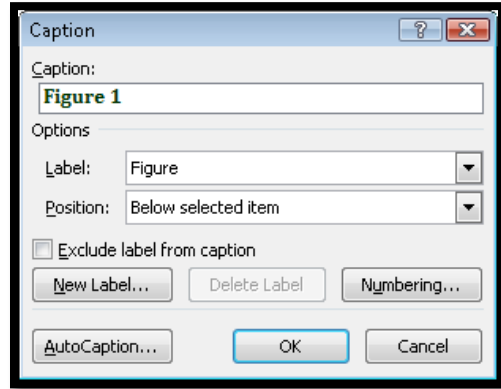 Caption
Caption:
Figure 1
Options
Label: Figure
Position: Below selected item
Exclude label from caption
New Label... Delete Label Numbering...
AutoCaption... OK Cancel